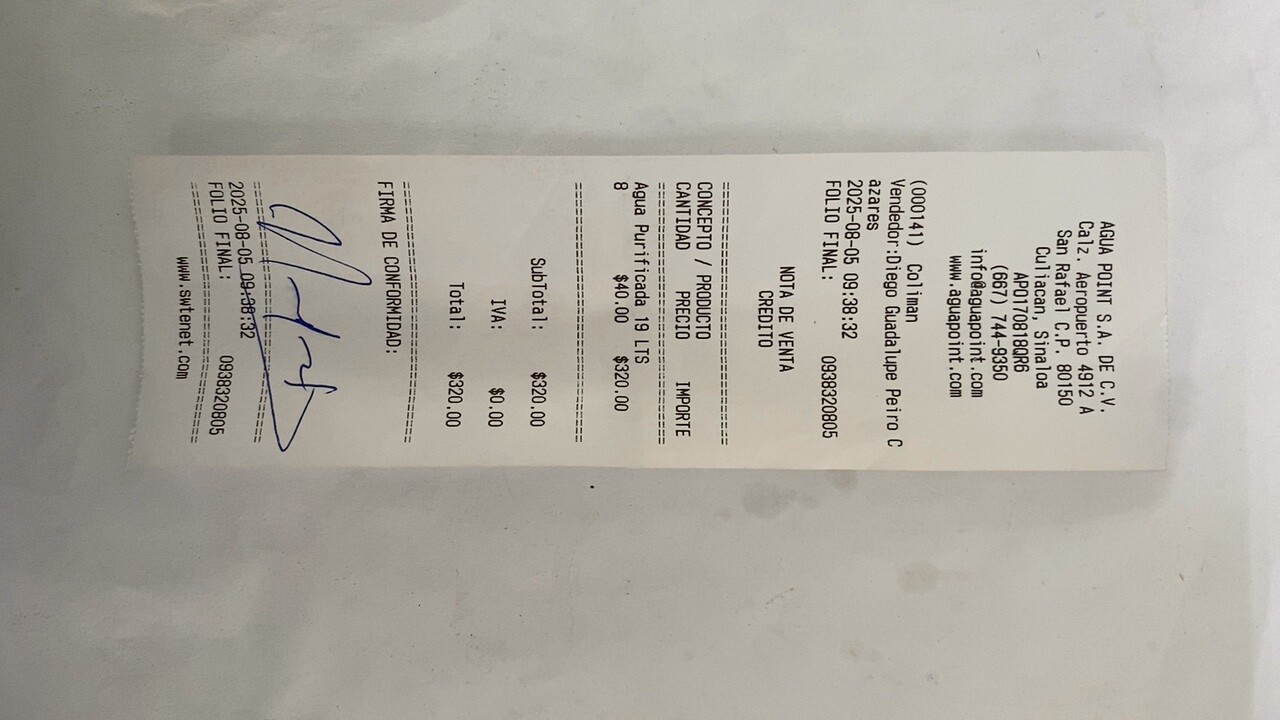 AGUA POINT S.A. DE C.V.
Calz. Aeropuerto 4912 A
San Rafael C.P. 80150
Culiacan, Sinaloa
APO170818QR6
(667) 744-9350
info@aguapoint.com
www.aguapoint.com
(000141) Coliman
Vendedor:Diego Guadalupe Peiro C
azares
2025-08-05 09:38:32
FOLIO FINAL: 0938320805
NOTA DE VENTA
CREDITO
CONCEPTO / PRODUCTO
CANTIDAD PRECIO IMPORTE
Agua Purificada 19 LTS
8 $40.00 $320.00
SubTotal: $320.00
IVA: $0.00
Total: $320.00
FIRMA DE CONFORMIDAD:
2025-08-05 09:38:32
FOLIO FINAL: 0938320805
www.swtenet.com